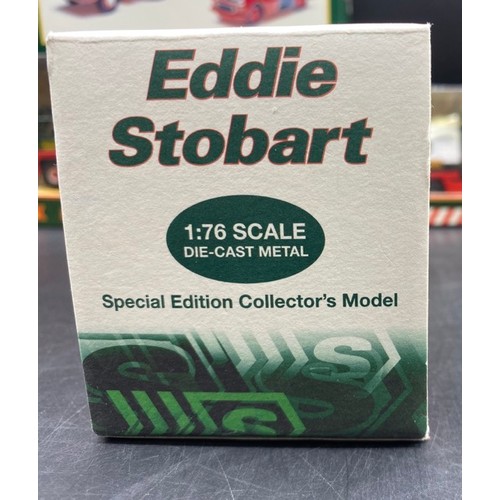 Eddie
Stobart
1:76 SCALE
DIE-CAST METAL
Special Edition Collector's Model
S
S